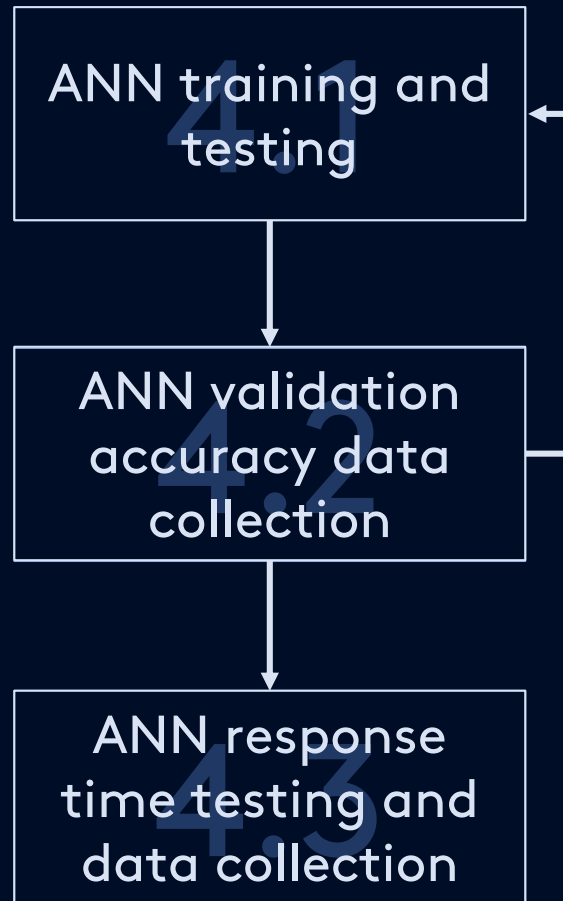 4.1
ANN training and
testing
4.2
ANN validation
accuracy data
collection
4.3
ANN response
time testing and
data collection